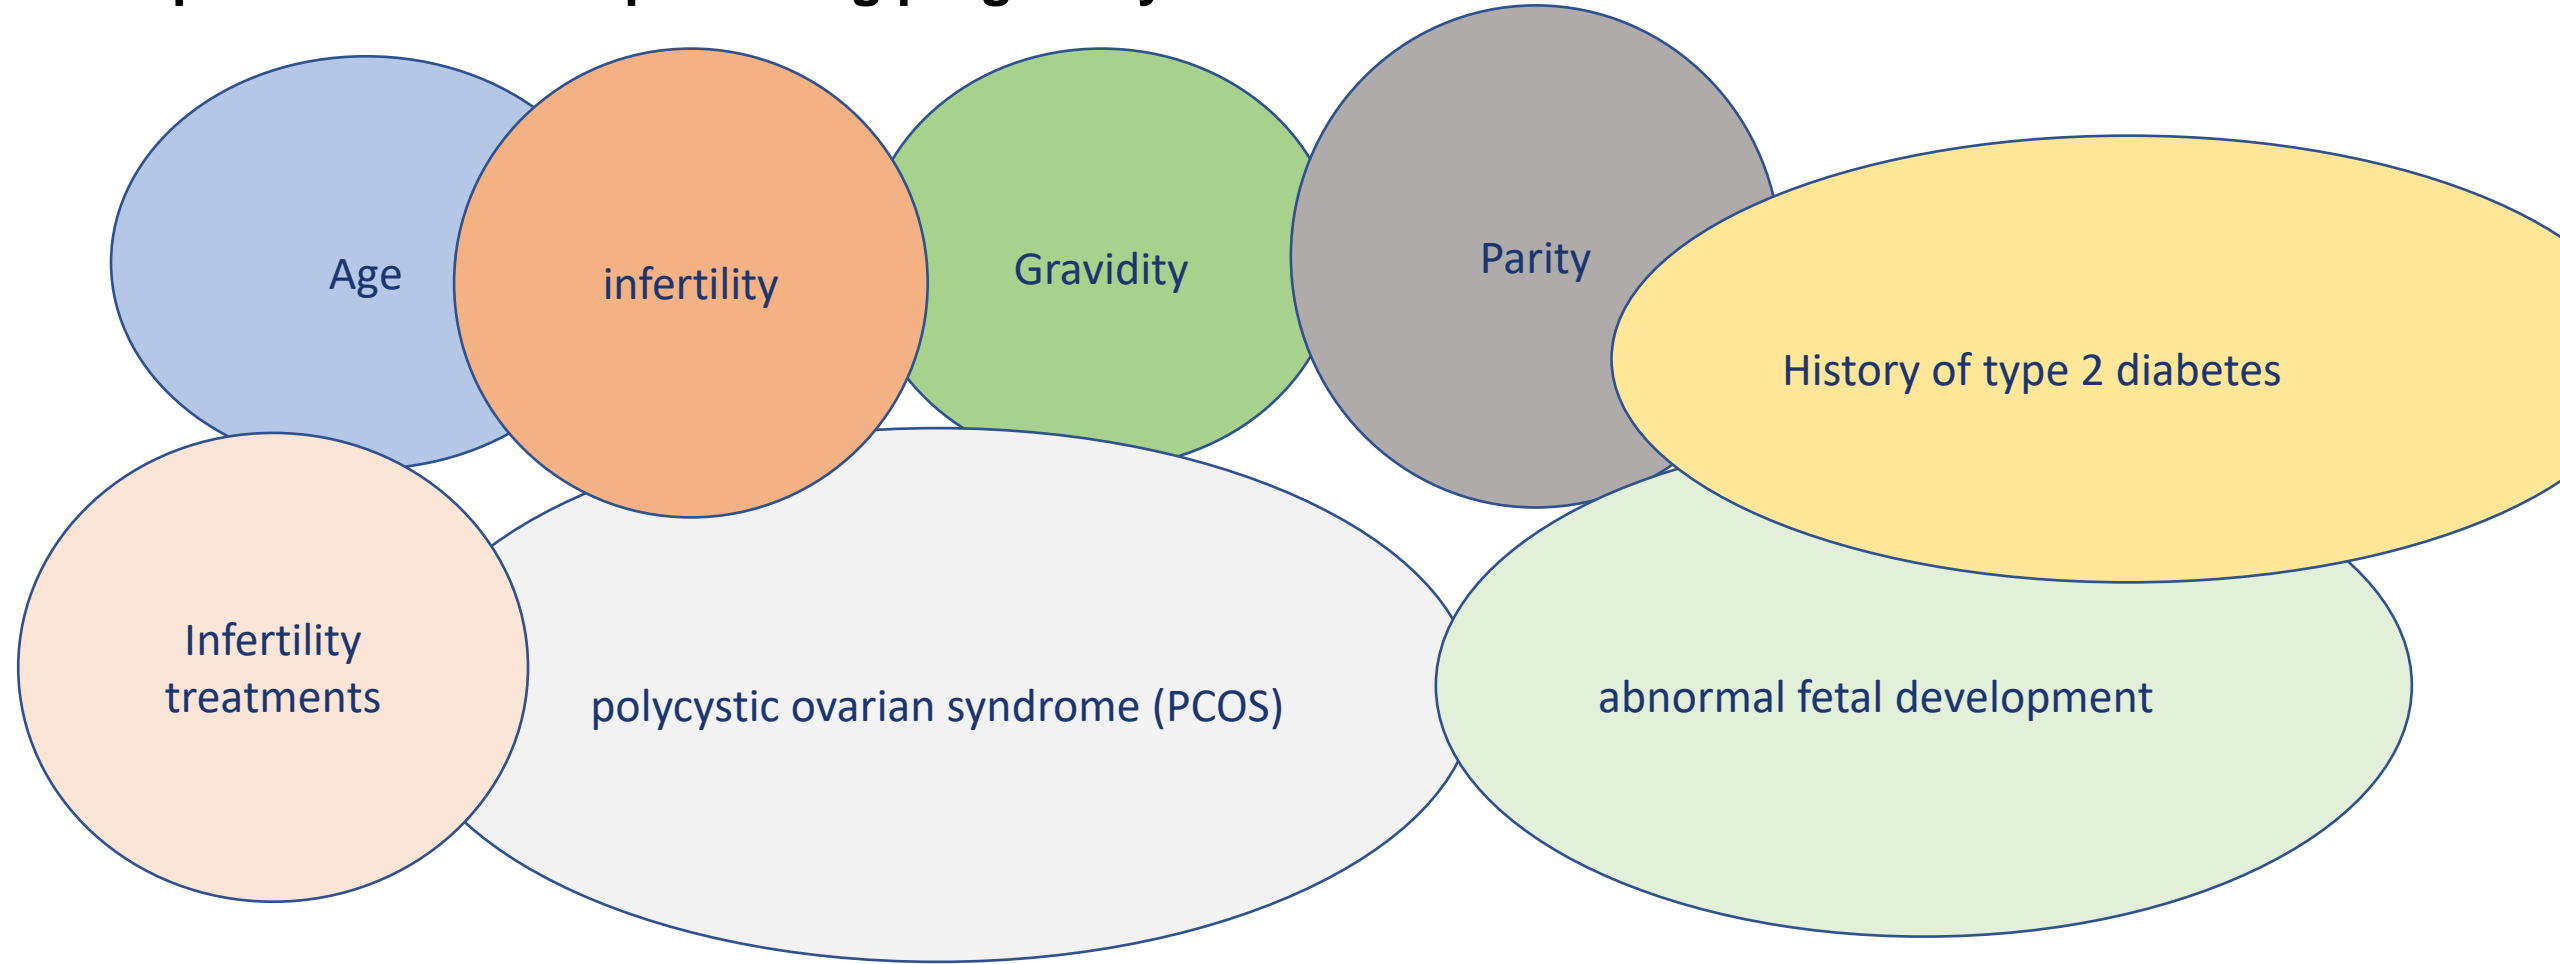 Age
infertility
Gravidity
Parity
History of type 2 diabetes
Infertility
treatments
polycystic ovarian syndrome (PCOS)
abnormal fetal development